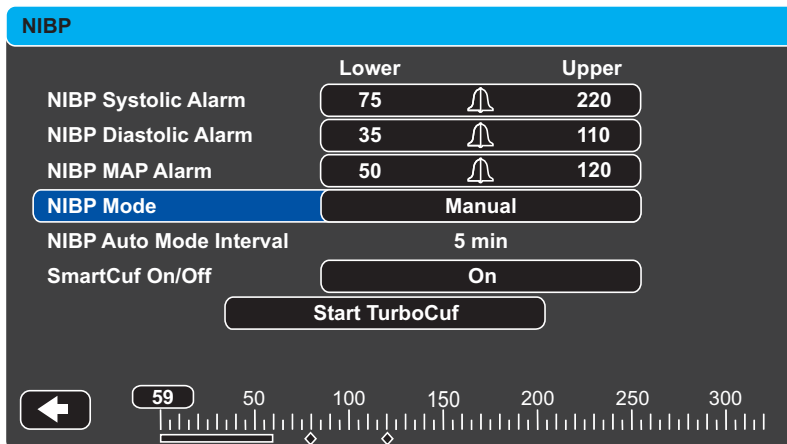 NIBP
Lower Upper
NIBP Systolic Alarm 75 220
NIBP Diastolic Alarm 35 110
NIBP MAP Alarm 50 120
NIBP Mode Manual
NIBP Auto Mode Interval 5 min
SmartCuf On/Off On
Start TurboCuf
59 50 100 150 200 250 300